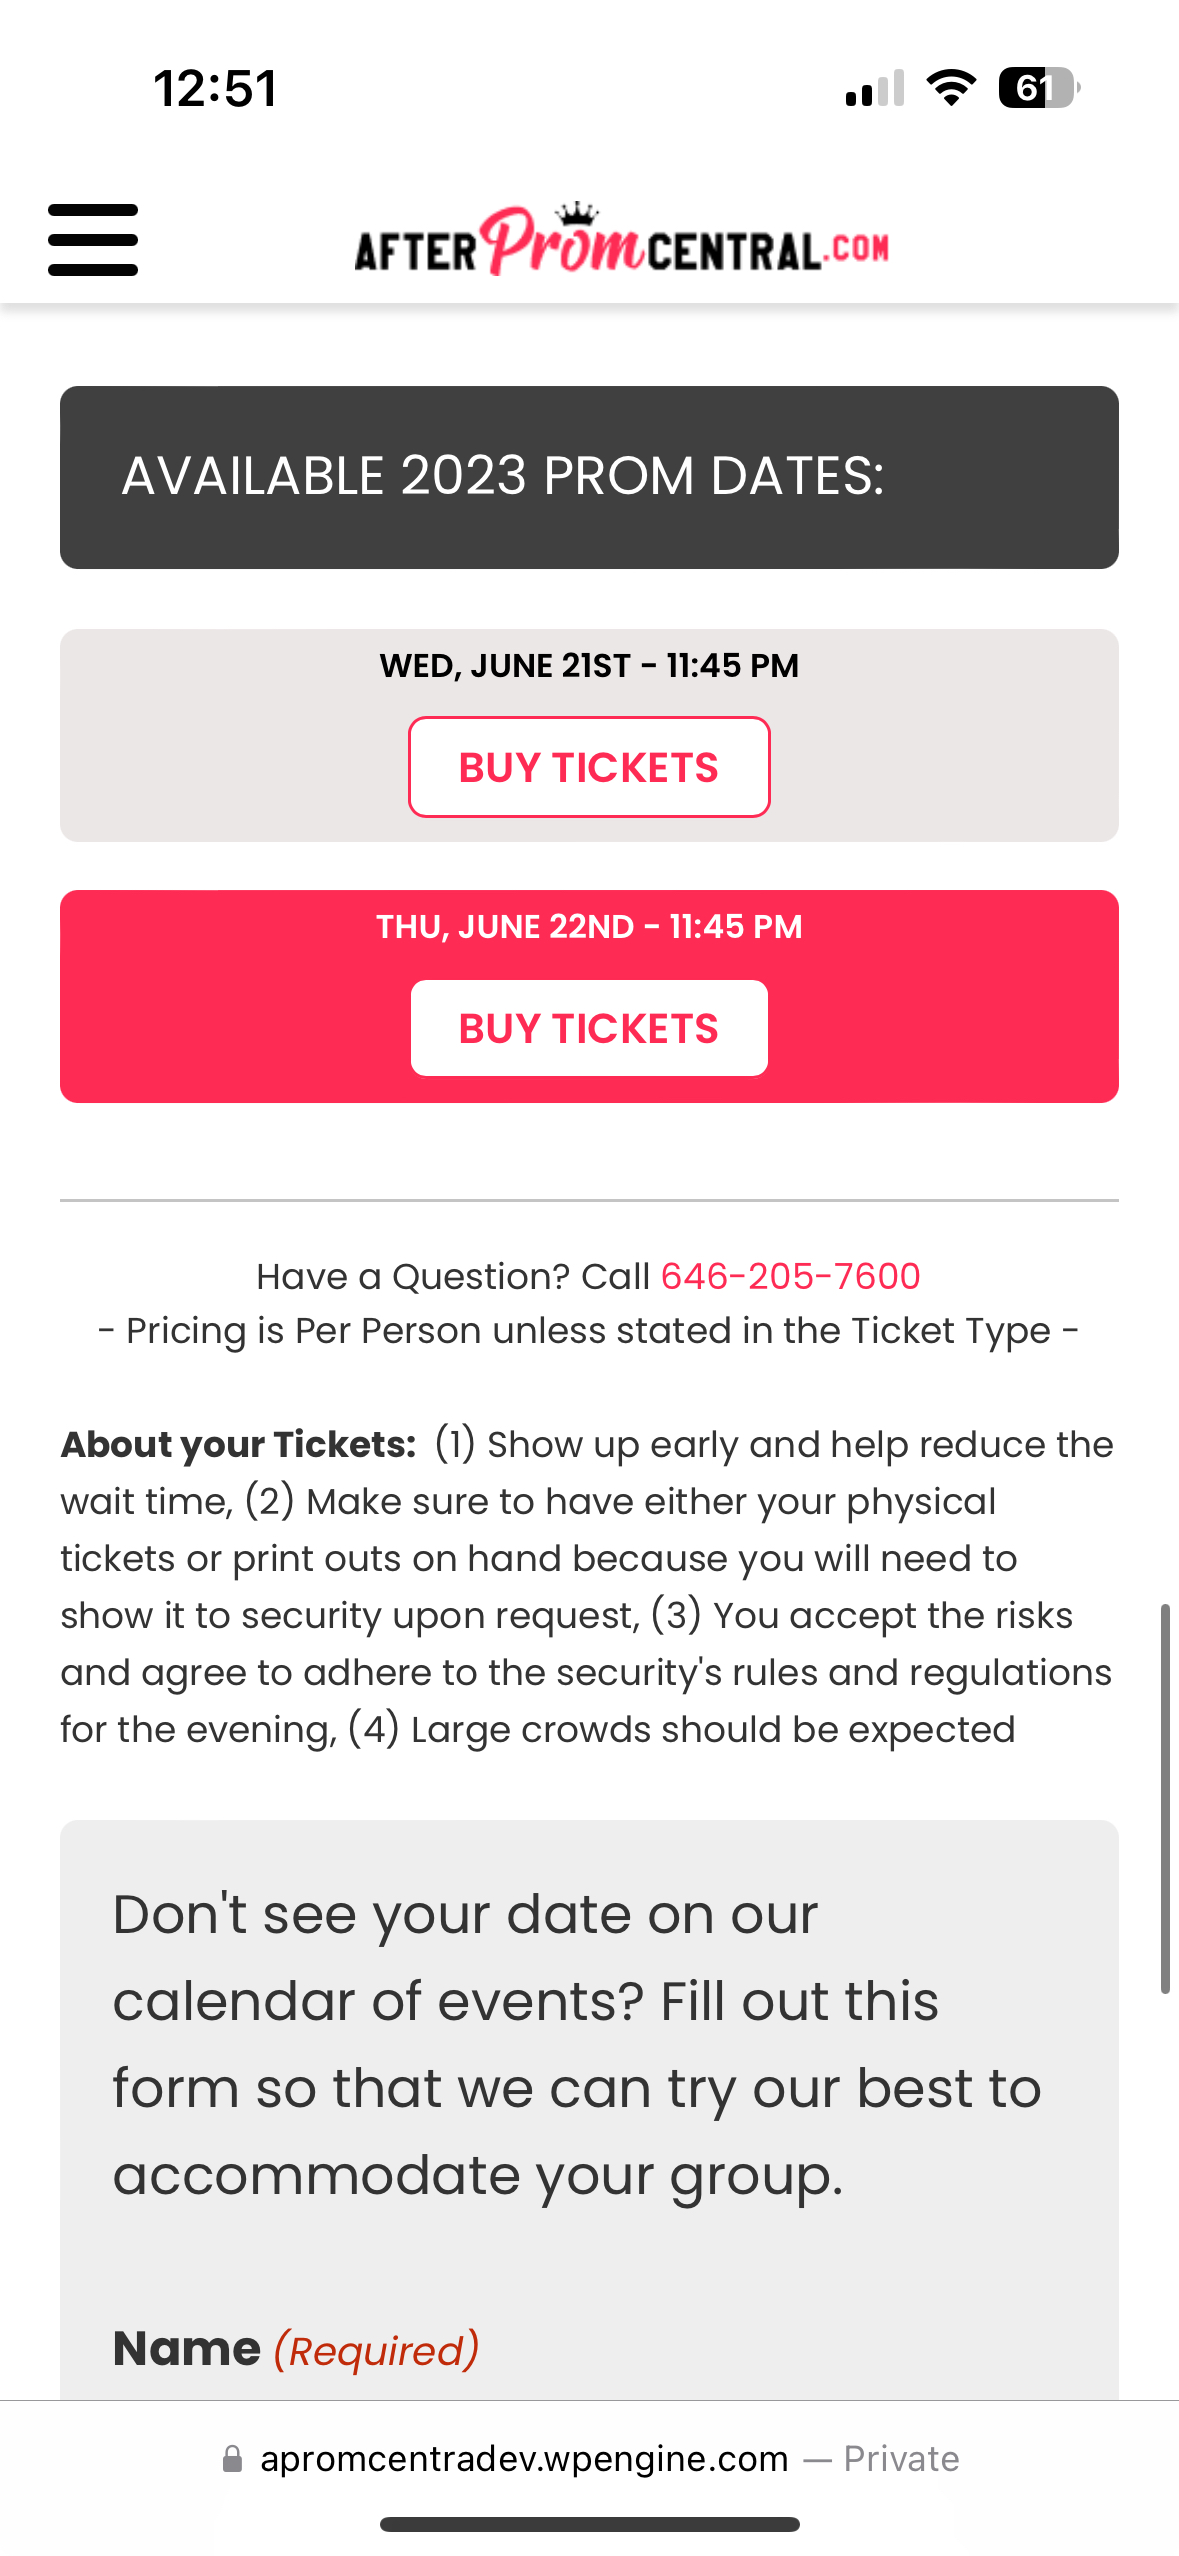 12:51
61
AFTER Prom CENTRAL.COM
AVAILABLE 2023 PROM DATES:
WED, JUNE 21ST - 11:45 PM
BUY TICKETS
THU, JUNE 22ND - 11:45 PM
BUY TICKETS
Have a Question? Call 646-205-7600
- Pricing is Per Person unless stated in the Ticket Type -
About your Tickets: (1) Show up early and help reduce the
wait time, (2) Make sure to have either your physical
tickets or print outs on hand because you will need to
show it to security upon request, (3) You accept the risks
and agree to adhere to the security's rules and regulations
for the evening, (4) Large crowds should be expected
Don't see your date on our
calendar of events? Fill out this
form so that we can try our best to
accommodate your group.
Name (Required)
apromcentradev.wpengine.com — Private